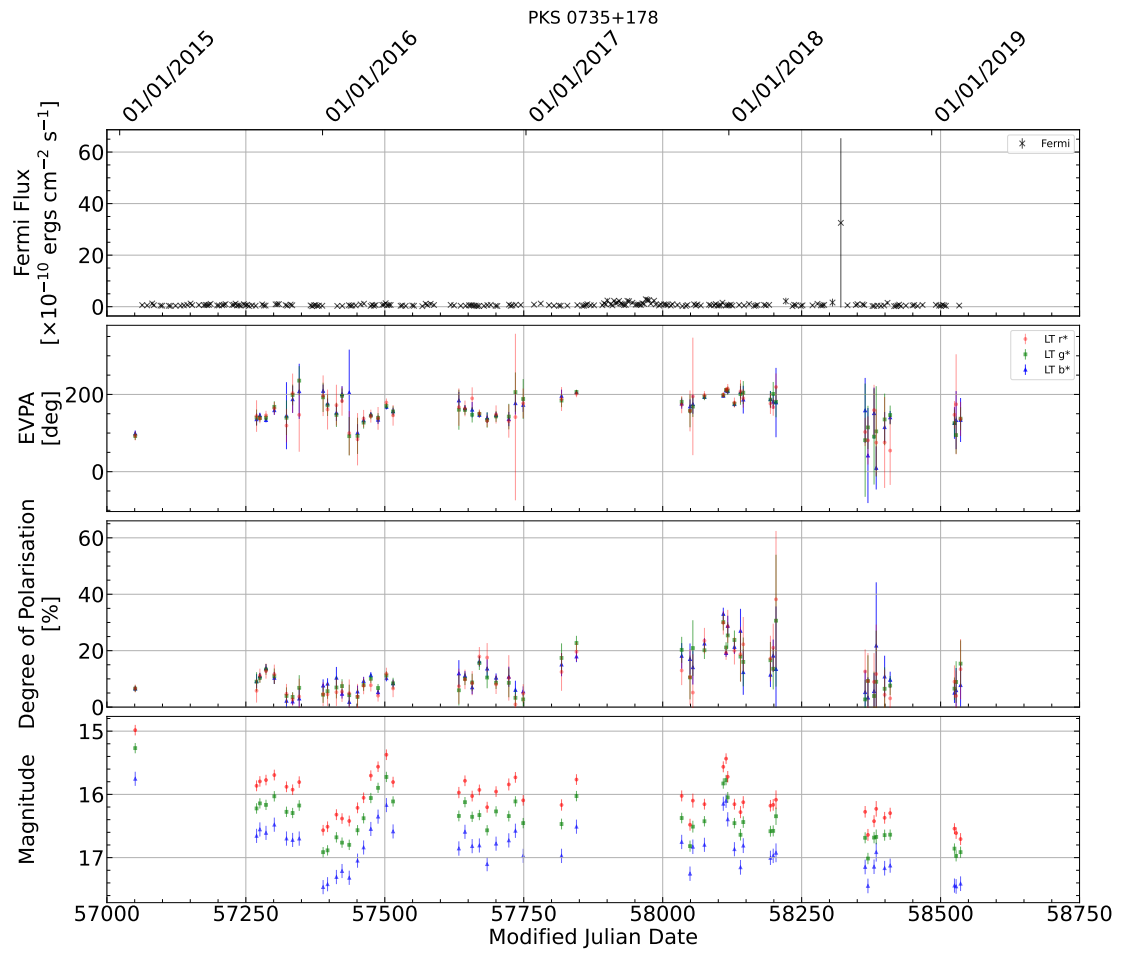 PKS 0735+178
01/01/2015
01/01/2016
01/01/2017
01/01/2018
01/01/2019
Fermi Flux
[×10⁻¹⁰ ergs cm⁻² s⁻¹]
60
40
20
0
Fermi
EVPA
[deg]
200
0
LT r*
LT g*
LT b*
Degree of Polarisation
[%]
60
40
20
0
Magnitude
15
16
17
57000
57250
57500
57750
58000
58250
58500
58750
Modified Julian Date